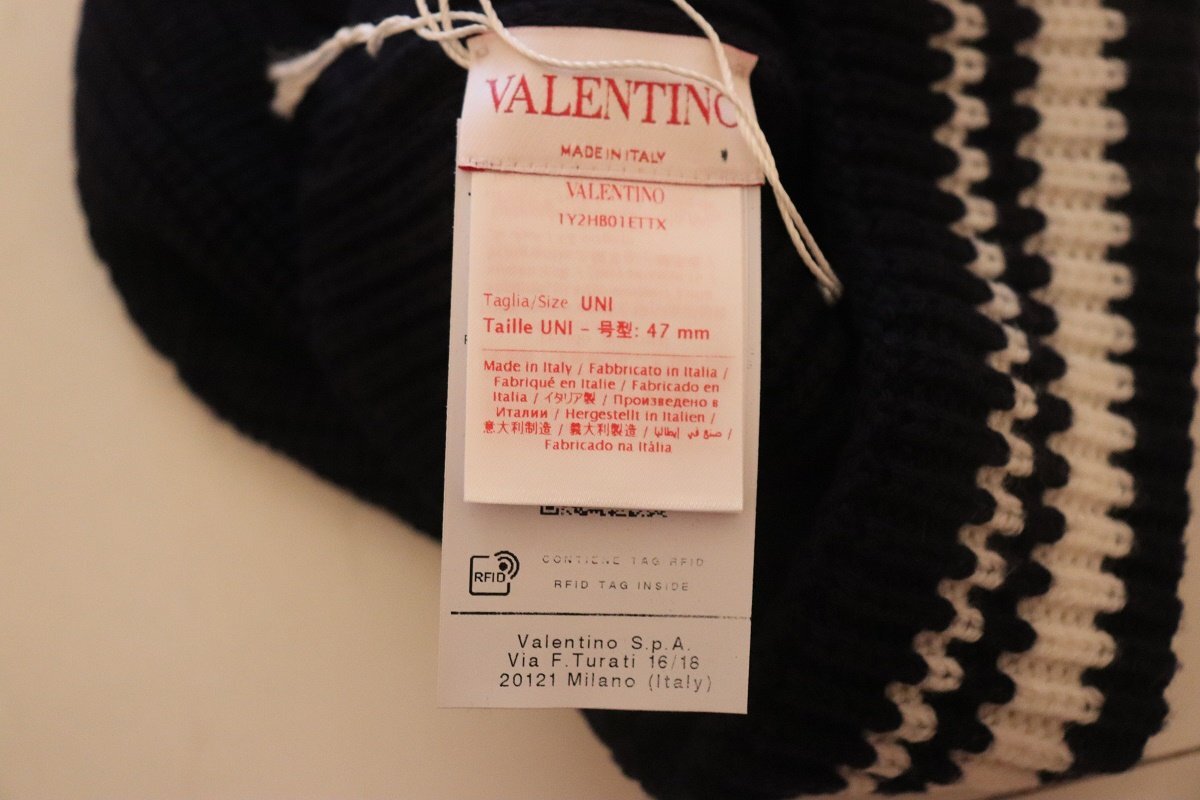 VALENTINO
MADE IN ITALY
VALENTINO
1Y2HB01ETTX
Taglia/Size UNI
Taille UNI - 号型: 47 mm
Made in Italy / Fabbricato in Italia /
Fabriqué en Italie / Fabricado en
Italia / イタリア製 / Произведено в
Италии / Hergestellt in Italien /
意大利制造 / 義大利製造 / صنع في إيطاليا /
Fabricado na Itália
RFID
CONTIENE TAG RFID
RFID TAG INSIDE
Valentino S.p.A.
Via F.Turati 16/18
20121 Milano (Italy)